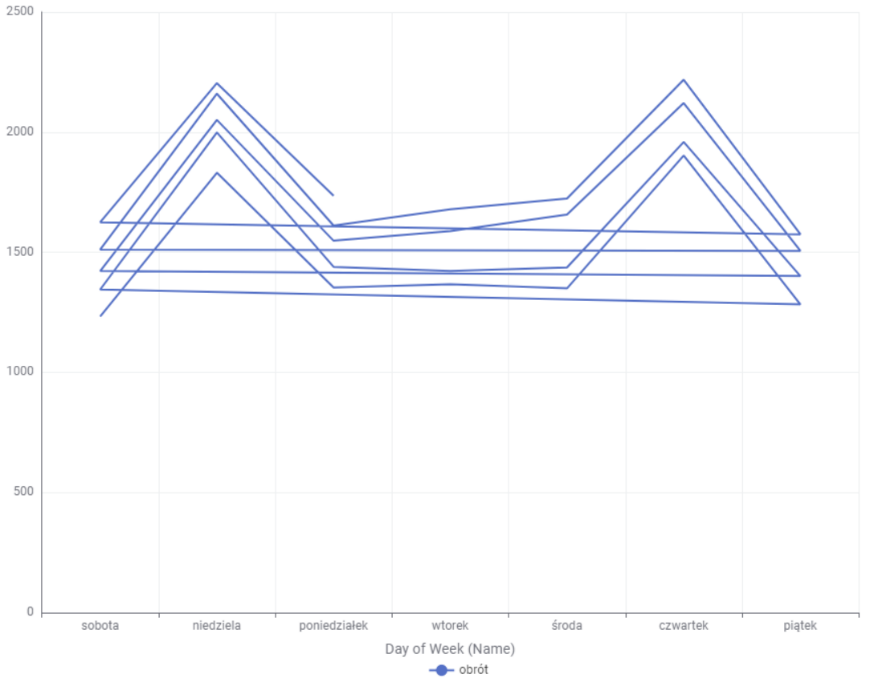 2500
2000
1500
1000
500
0
sobota niedziela poniedziałek wtorek środa czwartek piątek
Day of Week (Name)
obrót